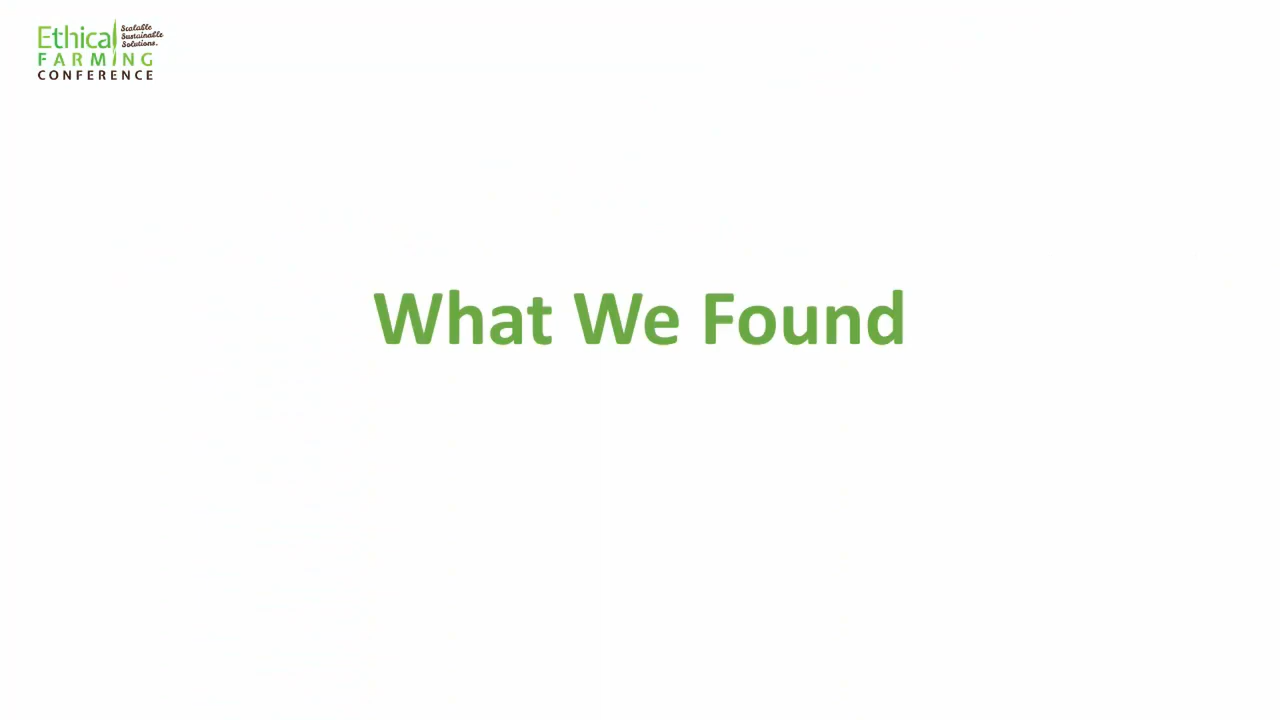 Ethical
Scalable
Sustainable
Solutions.
FARMING
CONFERENCE
What We Found